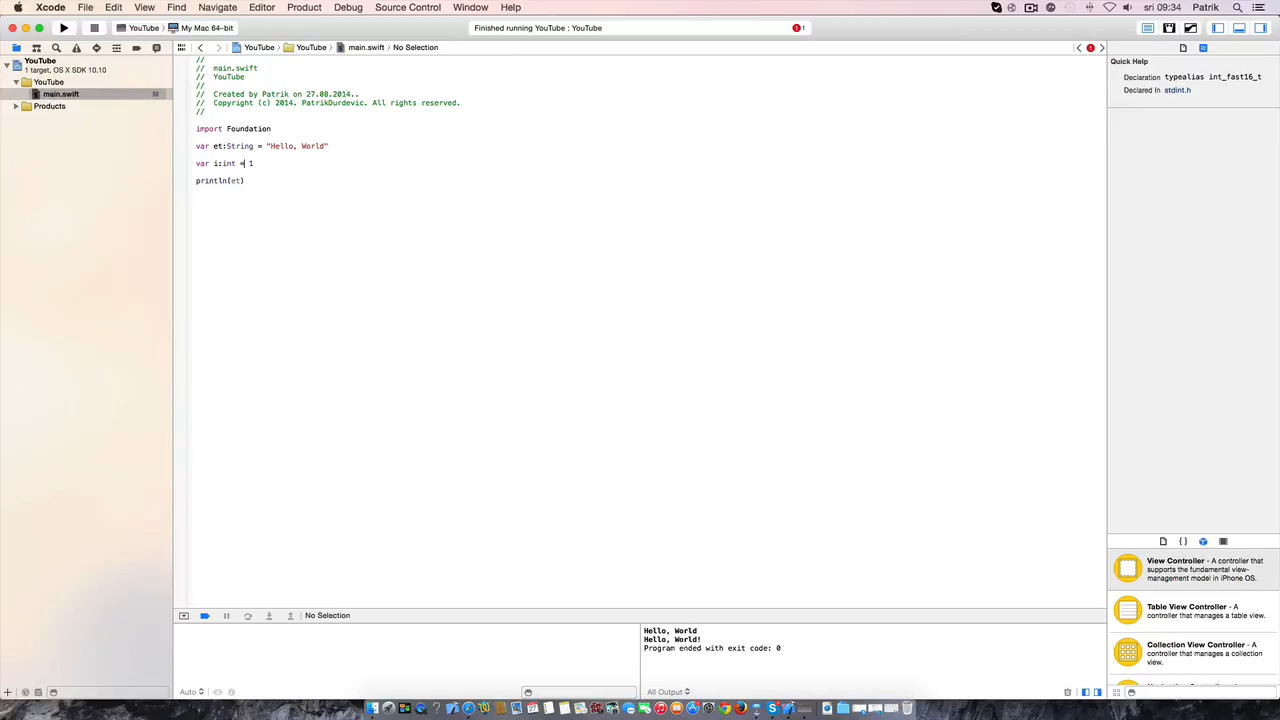 Xcode File Edit View Find Navigate Editor Product Debug Source Control Window Help
sri 09:34 Patrik
YouTube My Mac 64-bit
Finished running YouTube : YouTube
1
YouTube YouTube main.swift No Selection
YouTube
1 target, OS X SDK 10.10
YouTube
main.swift M
Products
//
// main.swift
// YouTube
//
// Created by Patrik on 27.08.2014..
// Copyright (c) 2014. PatrikDurdevic. All rights reserved.
//
import Foundation
var et:String = "Hello, World"
var i:int = 1
println(et)
Quick Help
Declaration typealias int_fast16_t
Declared In stdint.h
View Controller - A controller that
supports the fundamental view-
management model in iPhone OS.
Table View Controller - A
controller that manages a table view.
Collection View Controller - A
controller that manages a collection
view.
No Selection
Hello, World
Hello, World!
Program ended with exit code: 0
Auto
All Output